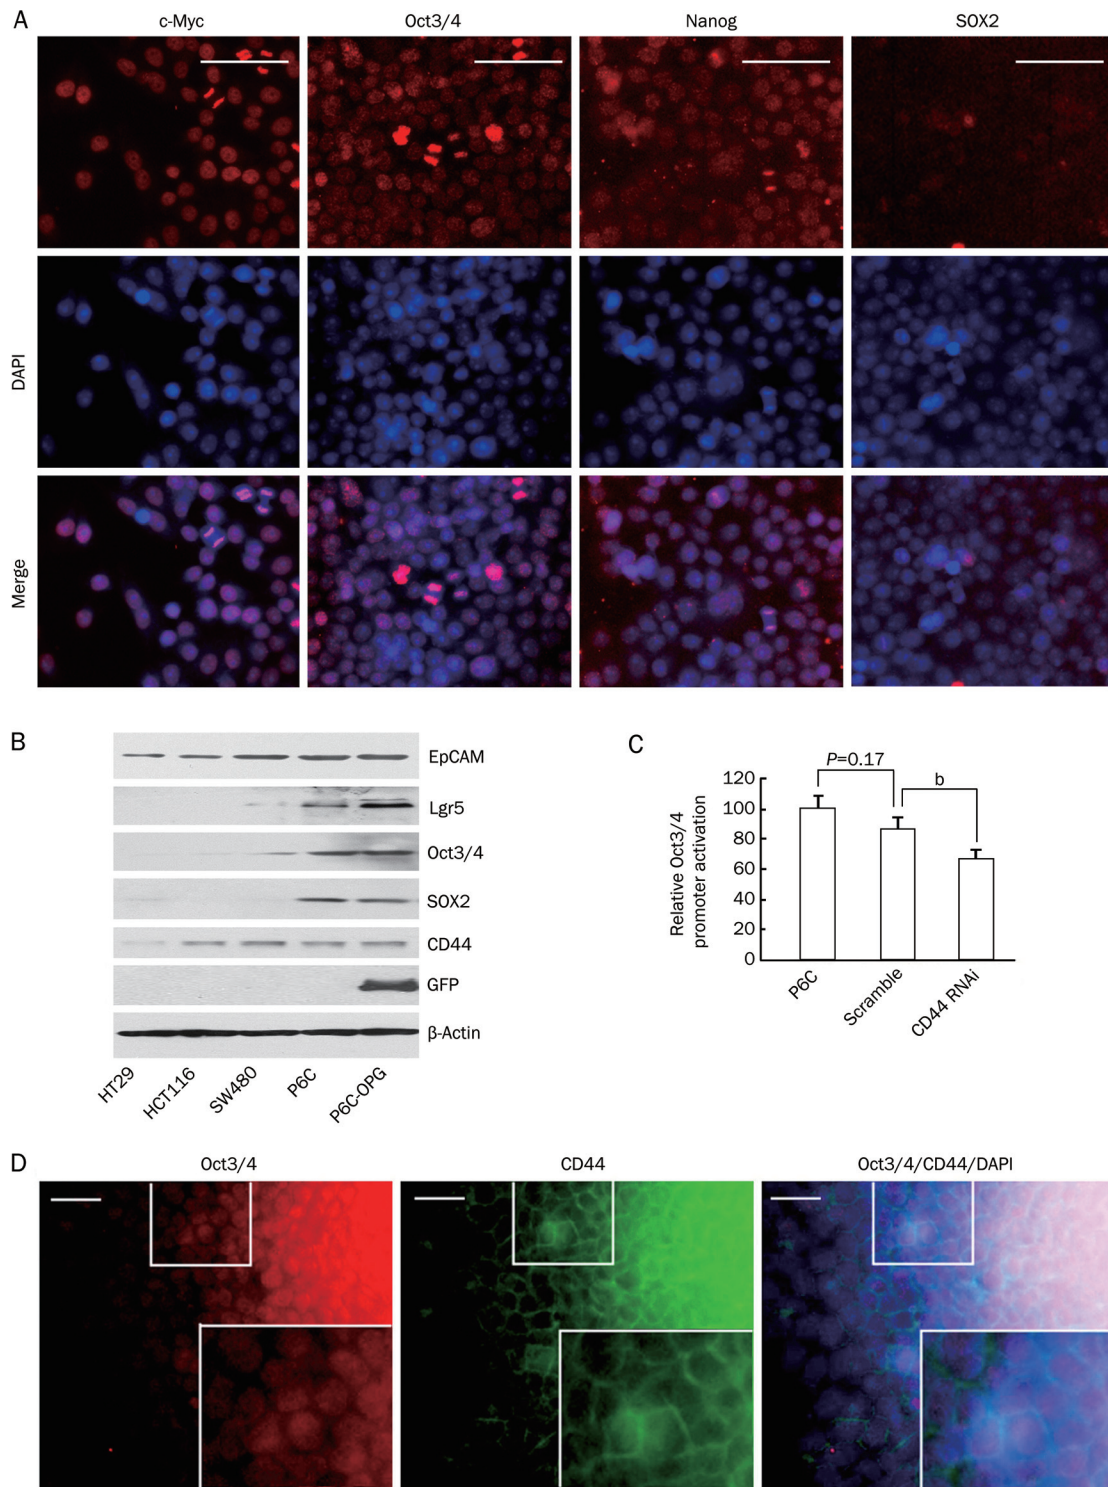 A
c-Myc
Oct3/4
Nanog
SOX2
DAPI
Merge
B
EpCAM
Lgr5
Oct3/4
SOX2
CD44
GFP
β-Actin
HT29
HCT116
SW480
P6C
P6C-OPG
C
P=0.17
b
Relative Oct3/4
promoter activation
120
100
80
60
40
20
0
P6C
Scramble
CD44 RNAi
D
Oct3/4
CD44
Oct3/4/CD44/DAPI